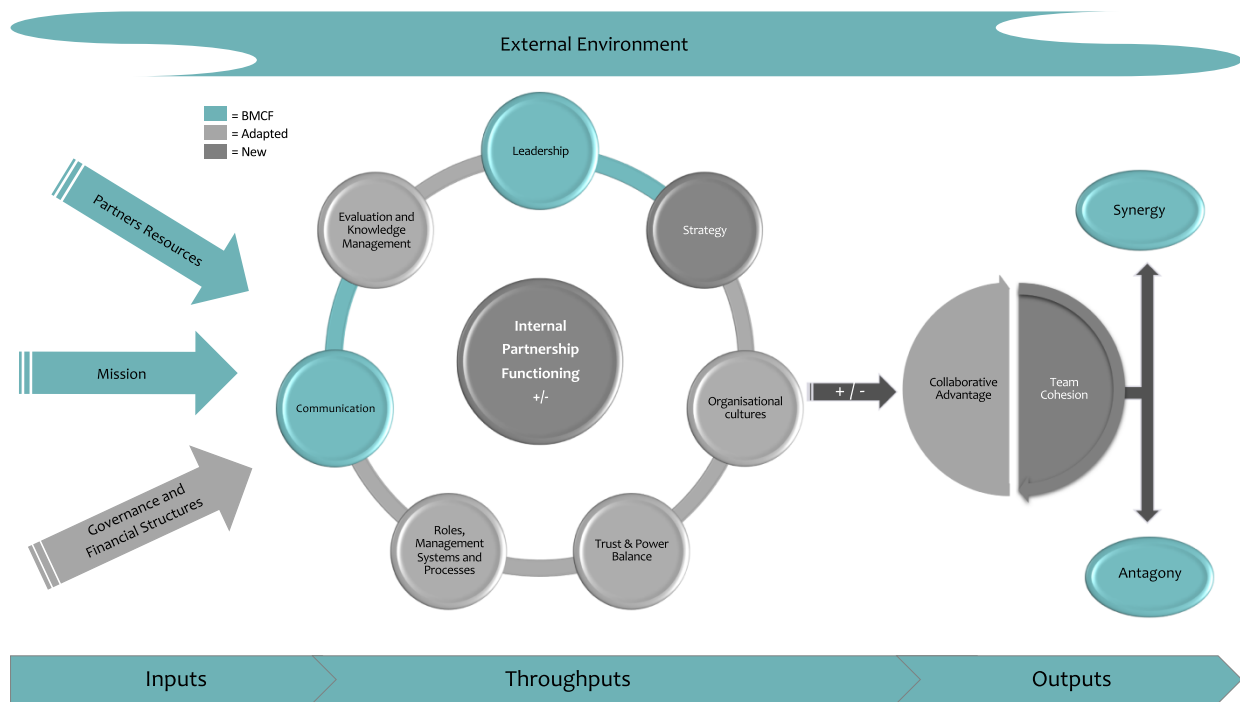 External Environment
= BMCF
= Adapted
= New
Partners Resources
Mission
Governance and
Financial Structures
Leadership
Strategy
Organisational
cultures
Trust & Power
Balance
Roles,
Management
Systems and
Processes
Communication
Evaluation and
Knowledge
Management
Internal
Partnership
Functioning
+/-
+ / -
Collaborative
Advantage
Team
Cohesion
Synergy
Antagony
Inputs
Throughputs
Outputs